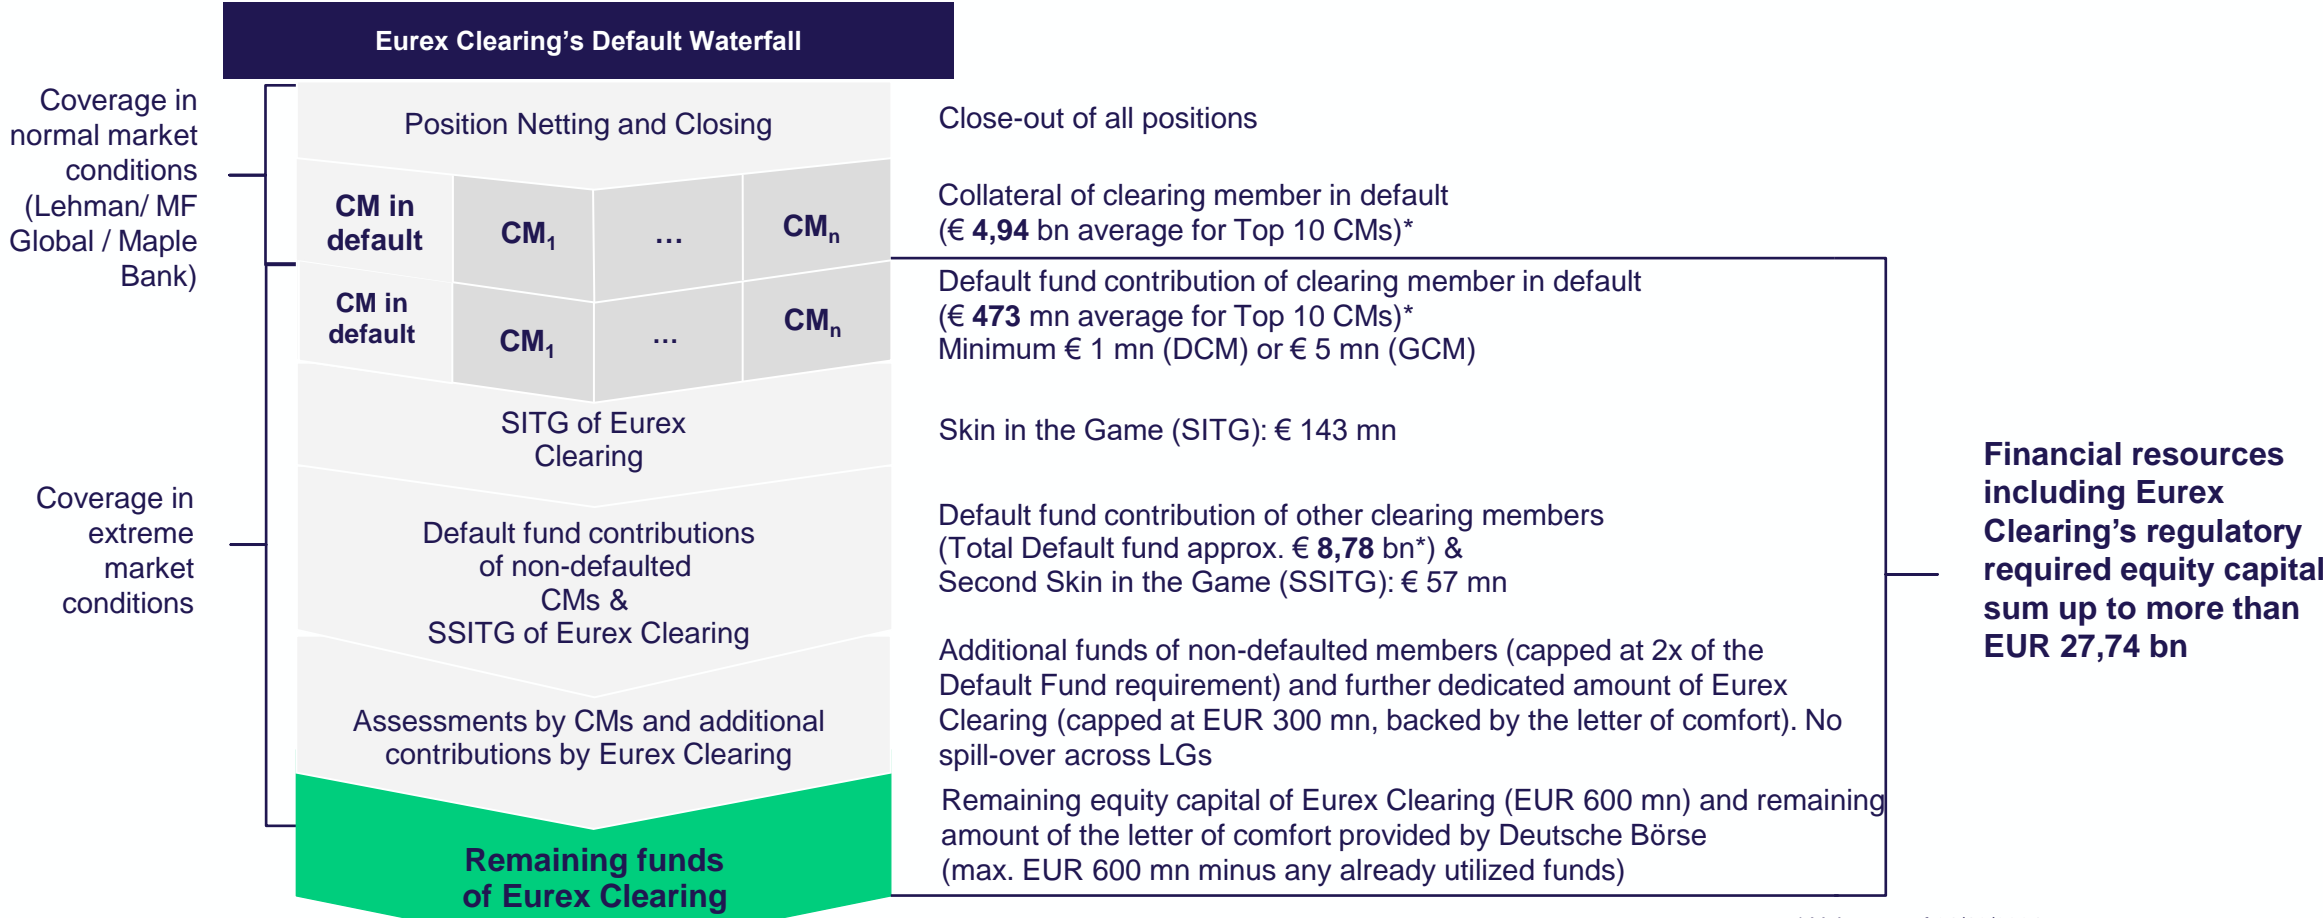 Eurex Clearing's Default Waterfall
Coverage in
normal market
conditions
(Lehman/ MF
Global / Maple
Bank)
Position Netting and Closing
Close-out of all positions
CM in
default
CM1
...
CMn
Collateral of clearing member in default
(€ 4,94 bn average for Top 10 CMs)*
CM in
default
CM1
...
CMn
Default fund contribution of clearing member in default
(€ 473 mn average for Top 10 CMs)*
Minimum € 1 mn (DCM) or € 5 mn (GCM)
SITG of Eurex
Clearing
Skin in the Game (SITG): € 143 mn
Coverage in
extreme
market
conditions
Default fund contributions
of non-defaulted
CMs &
SSITG of Eurex Clearing
Default fund contribution of other clearing members
(Total Default fund approx. € 8,78 bn*) &
Second Skin in the Game (SSITG): € 57 mn
Assessments by CMs and additional
contributions by Eurex Clearing
Additional funds of non-defaulted members (capped at 2x of the
Default Fund requirement) and further dedicated amount of Eurex
Clearing (capped at EUR 300 mn, backed by the letter of comfort). No
spill-over across LGs
Remaining funds
of Eurex Clearing
Remaining equity capital of Eurex Clearing (EUR 600 mn) and remaining
amount of the letter of comfort provided by Deutsche Börse
(max. EUR 600 mn minus any already utilized funds)
Financial resources
including Eurex
Clearing's regulatory
required equity capital
sum up to more than
EUR 27,74 bn